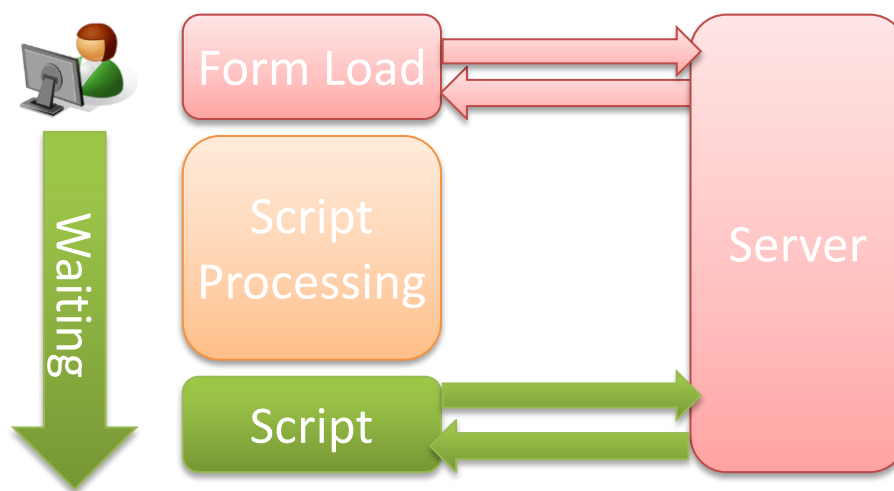 Form Load
Waiting
Script
Processing
Server
Script